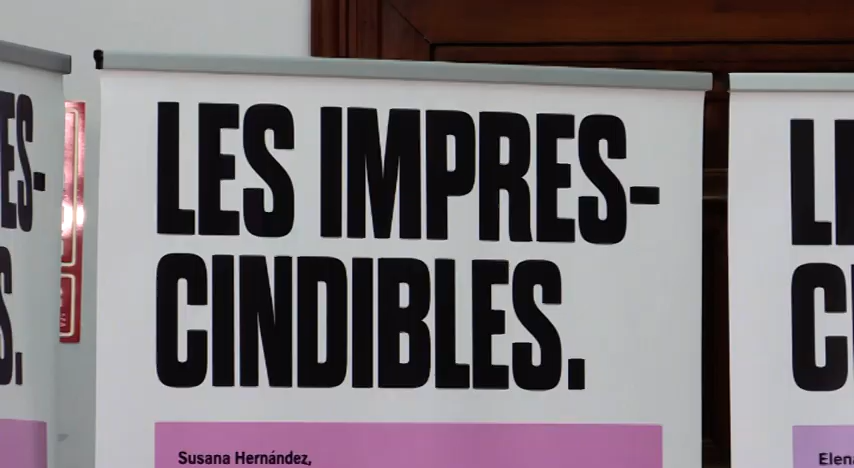 LES IMPRES-
CINDIBLES.
Susana Hernández,